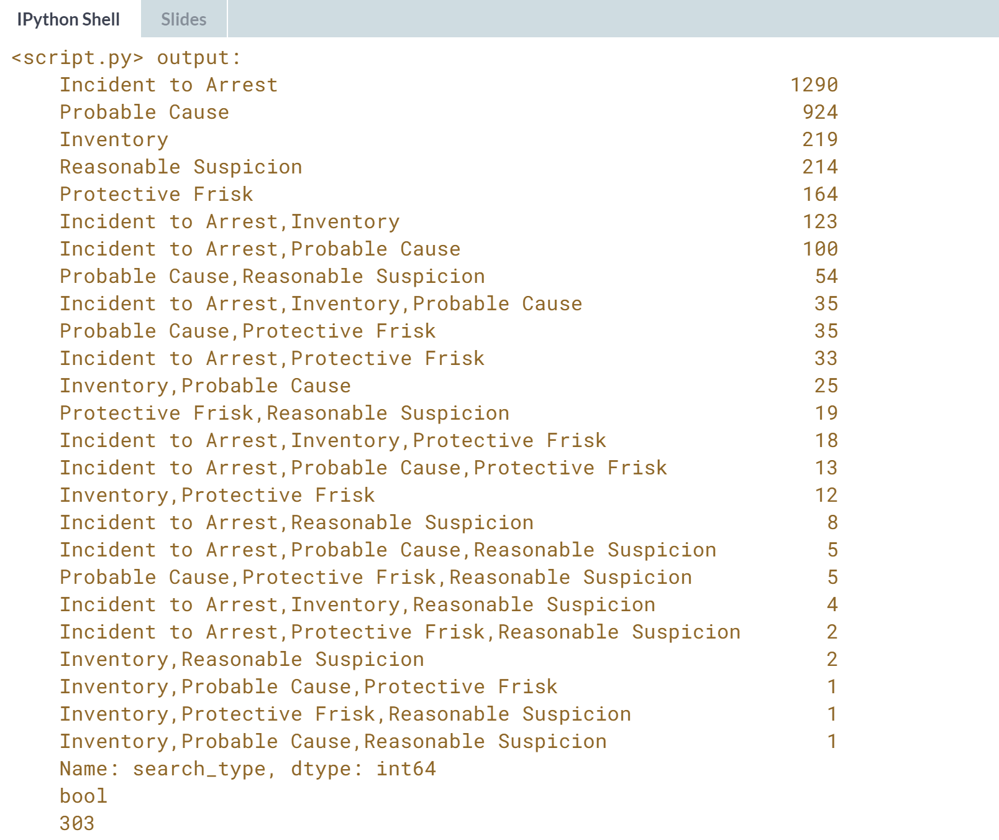 IPython Shell Slides
<script.py> output:
Incident to Arrest 1290
Probable Cause 924
Inventory 219
Reasonable Suspicion 214
Protective Frisk 164
Incident to Arrest,Inventory 123
Incident to Arrest,Probable Cause 100
Probable Cause,Reasonable Suspicion 54
Incident to Arrest,Inventory,Probable Cause 35
Probable Cause,Protective Frisk 35
Incident to Arrest,Protective Frisk 33
Inventory,Probable Cause 25
Protective Frisk,Reasonable Suspicion 19
Incident to Arrest,Inventory,Protective Frisk 18
Incident to Arrest,Probable Cause,Protective Frisk 13
Inventory,Protective Frisk 12
Incident to Arrest,Reasonable Suspicion 8
Incident to Arrest,Probable Cause,Reasonable Suspicion 5
Probable Cause,Protective Frisk,Reasonable Suspicion 5
Incident to Arrest,Inventory,Reasonable Suspicion 4
Incident to Arrest,Protective Frisk,Reasonable Suspicion 2
Inventory,Reasonable Suspicion 2
Inventory,Probable Cause,Protective Frisk 1
Inventory,Protective Frisk,Reasonable Suspicion 1
Inventory,Probable Cause,Reasonable Suspicion 1
Name: search_type, dtype: int64
bool
303